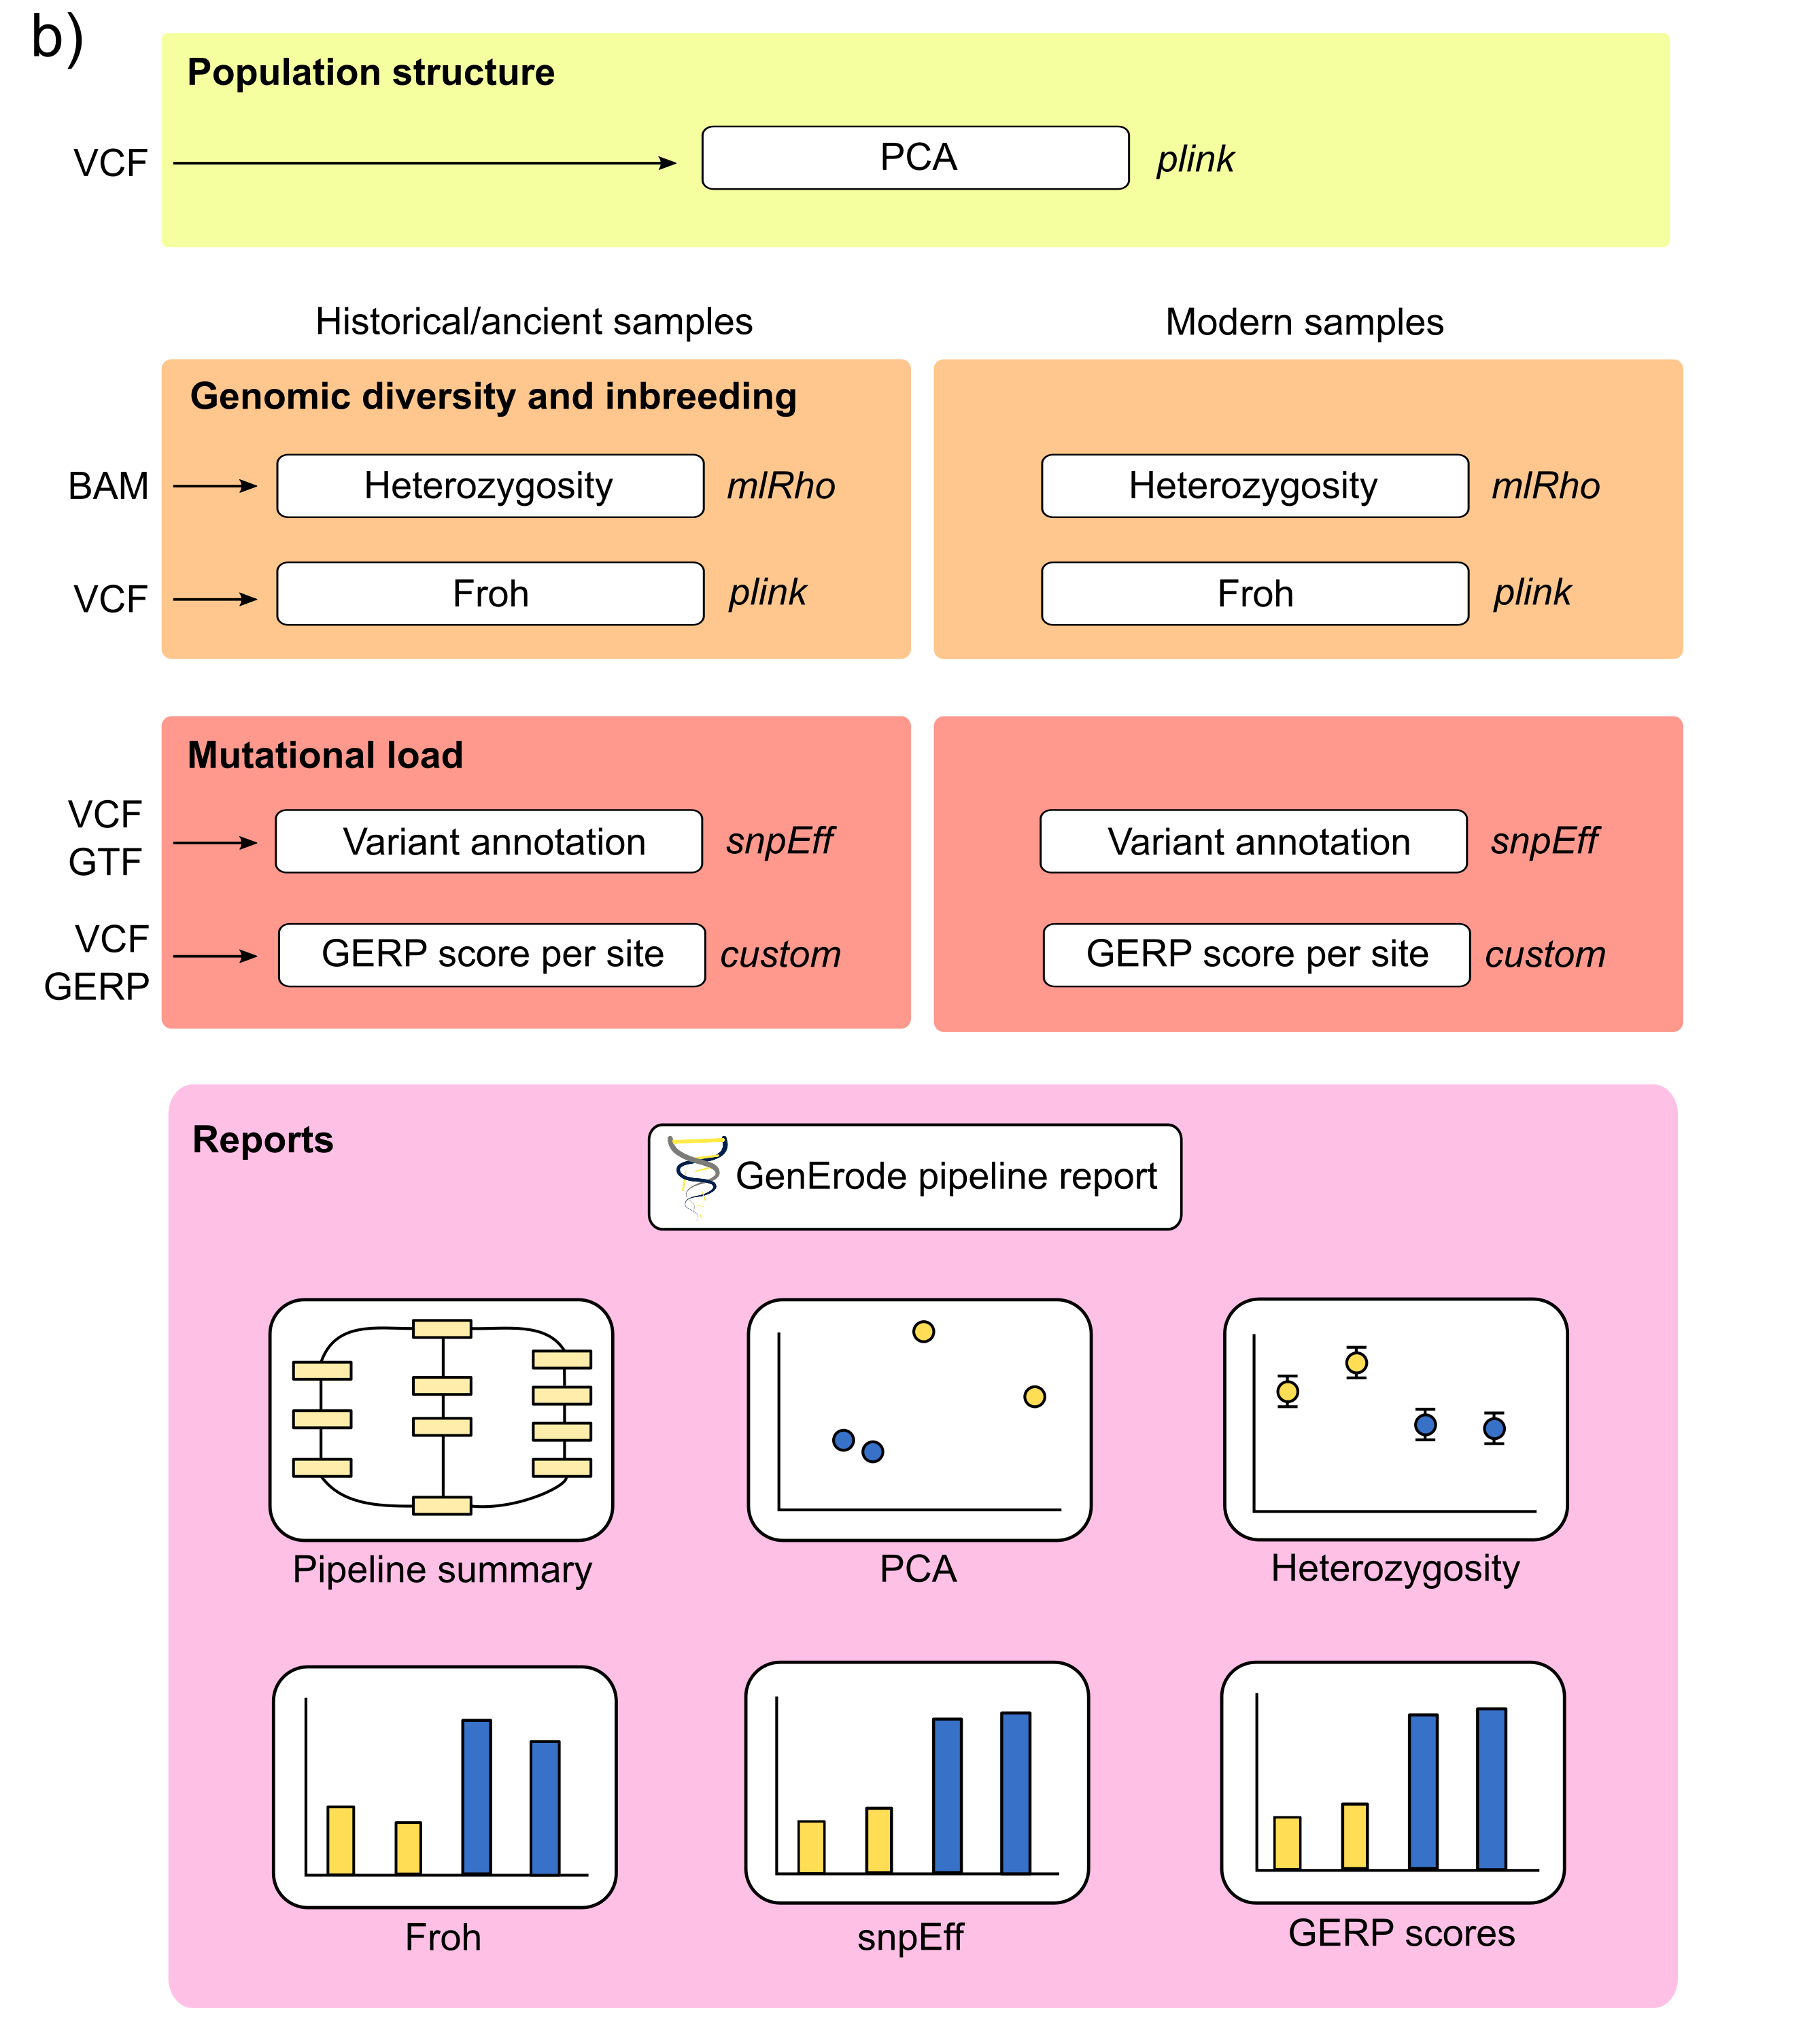 b)
Population structure
VCF
PCA
plink
Historical/ancient samples
Modern samples
Genomic diversity and inbreeding
BAM
Heterozygosity
mlRho
Heterozygosity
mlRho
VCF
Froh
plink
Froh
plink
Mutational load
VCF
GTF
Variant annotation
snpEff
Variant annotation
snpEff
VCF
GERP
GERP score per site
custom
GERP score per site
custom
Reports
GenErode pipeline report
Pipeline summary
PCA
Heterozygosity
Froh
snpEff
GERP scores